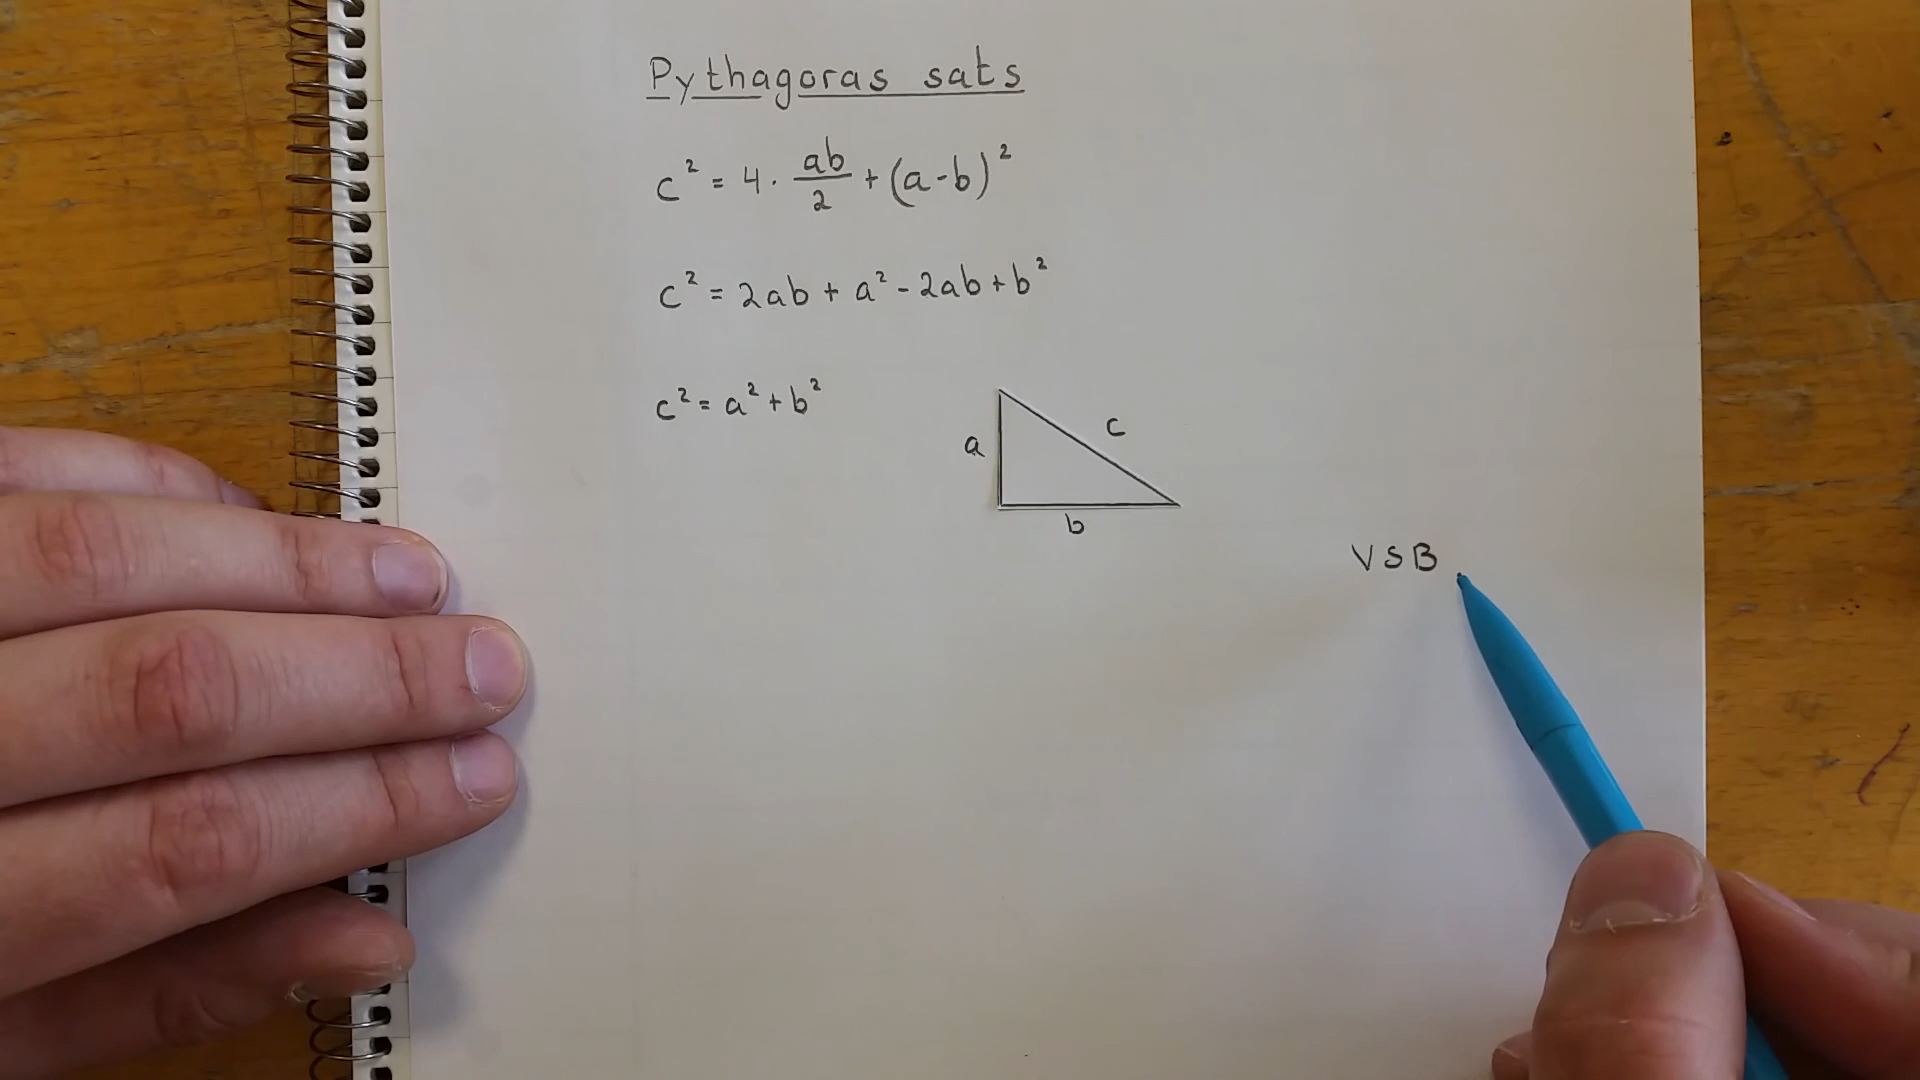 Pythagoras sats
c² = 4 · ab/2 + (a - b)²
c² = 2ab + a² - 2ab + b²
c² = a² + b²
a
c
b
VSB